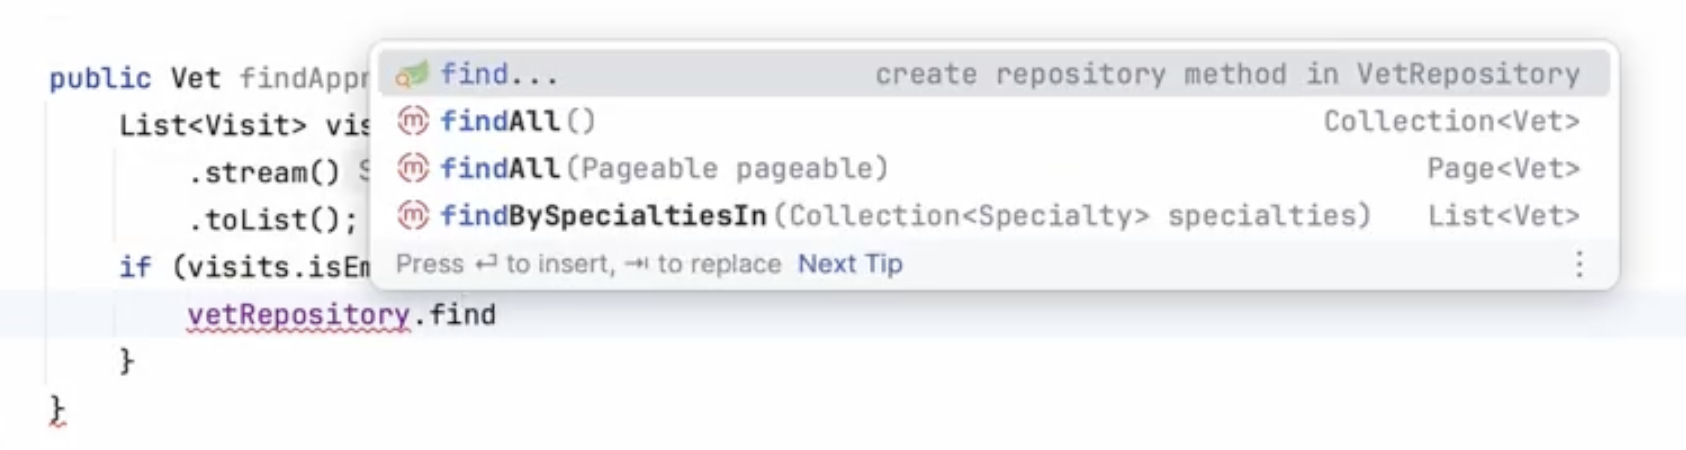 find... create repository method in VetRepository
public Vet findAppr
findAll() Collection<Vet>
List<Visit> vis
findAll(Pageable pageable) Page<Vet>
.stream()
findBySpecialtiesIn(Collection<Specialty> specialties) List<Vet>
.toList();
Press ⏎ to insert, ⇥ to replace Next Tip
if (visits.isEm
vetRepository.find
}
}